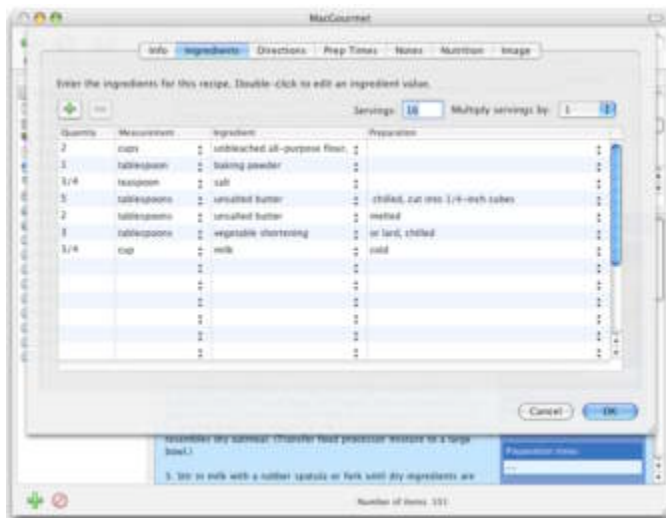 MacGourmet
Info Ingredients Directions Prep Times Notes Nutrition Image
Enter the ingredients for this recipe. Double-click to edit an ingredient value.
Servings: 16 Multiply servings by: 1
Quantity Measurement Ingredient Preparation
2 cups unbleached all-purpose flour,
1 tablespoon baking powder
3/4 teaspoon salt
5 tablespoons unsalted butter chilled, cut into 1/4-inch cubes
2 tablespoons unsalted butter melted
3 tablespoons vegetable shortening or lard, chilled
3/4 cup milk cold
Cancel OK
resembles dry oatmeal. (Transfer food processor mixture to a large
bowl.)
Preparation times
3. Stir in milk with a rubber spatula or fork until dry ingredients are
Number of items: 151